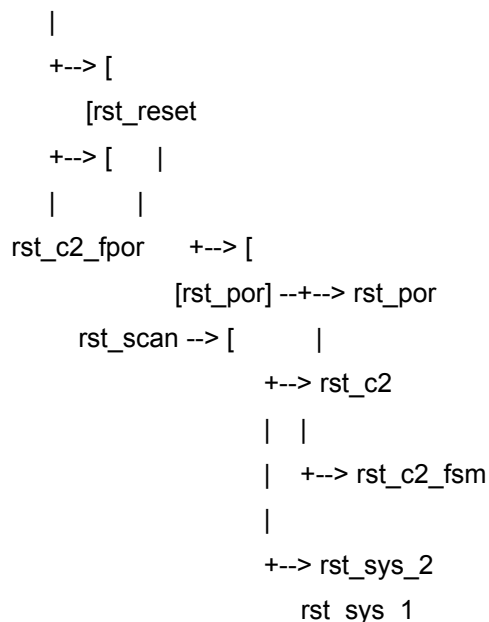 |
+--> [
[rst_reset
+--> [ |
| |
rst_c2_fpor +--> [
[rst_por] --+--> rst_por
rst_scan --> [ |
+--> rst_c2
| |
| +--> rst_c2_fsm
|
+--> rst_sys_2
rst_sys_1